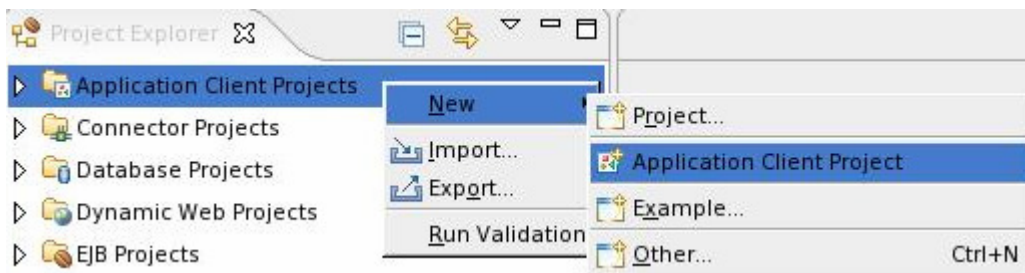 Project Explorer
Application Client Projects
Connector Projects
Database Projects
Dynamic Web Projects
EJB Projects
New
Import...
Export...
Run Validation
Project...
Application Client Project
Example...
Other... Ctrl+N